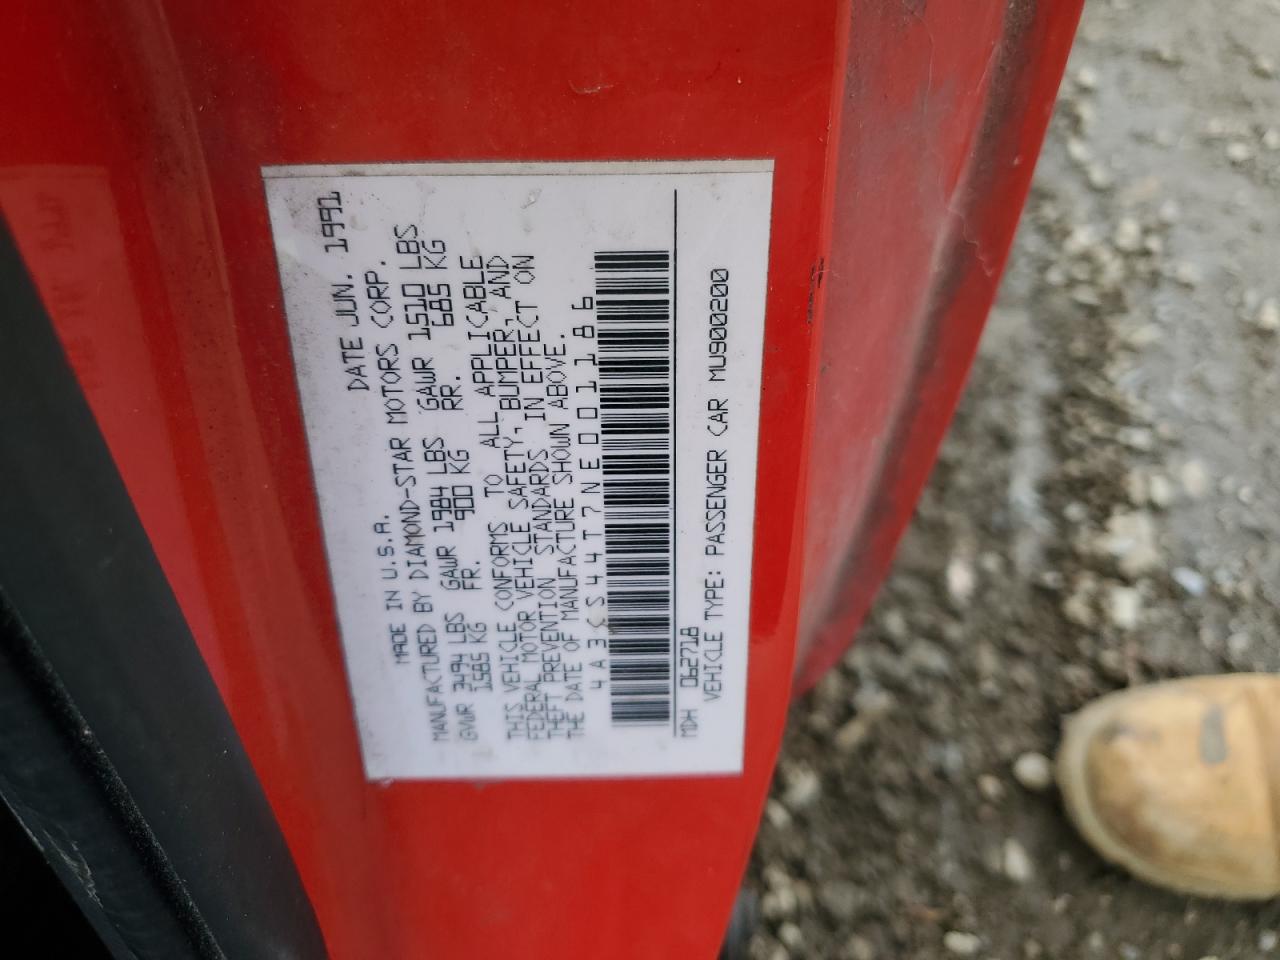 MADE IN U.S.A. DATE JUN. 1991
MANUFACTURED BY DIAMOND-STAR MOTORS CORP.
GVWR 3494 LBS GAWR 1984 LBS GAWR 1510 LBS
1585 KG FR. 900 KG RR. 685 KG
THIS VEHICLE CONFORMS TO ALL APPLICABLE
FEDERAL MOTOR VEHICLE SAFETY, BUMPER, AND
THEFT PREVENTION STANDARDS IN EFFECT ON
THE DATE OF MANUFACTURE SHOWN ABOVE.
4A3CS44T7NE001186
MDH 062718
VEHICLE TYPE: PASSENGER CAR MU900200